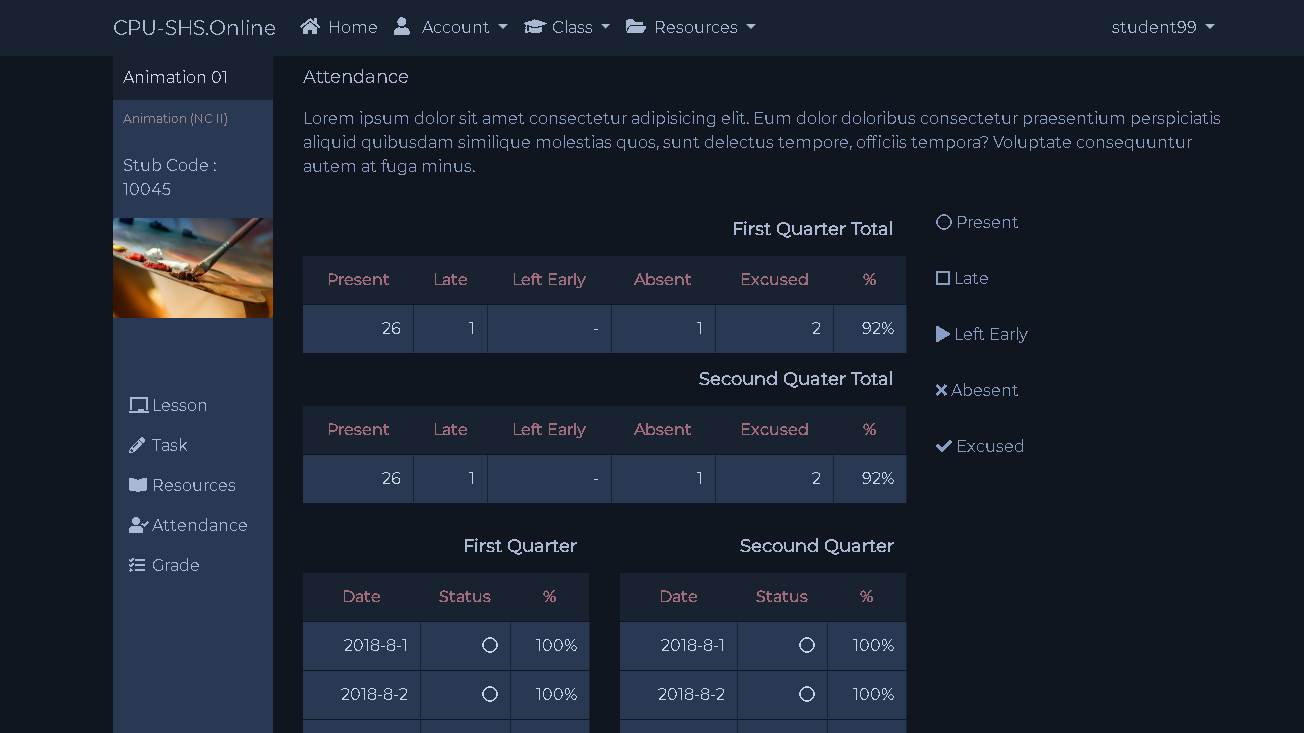 CPU-SHS.Online Home Account Class Resources student99
Animation 01
Animation (NC II)
Stub Code :
10045
Lesson
Task
Resources
Attendance
Grade
Attendance
Lorem ipsum dolor sit amet consectetur adipisicing elit. Eum dolor doloribus consectetur praesentium perspiciatis
aliquid quibusdam similique molestias quos, sunt delectus tempore, officiis tempora? Voluptate consequuntur
autem at fuga minus.
First Quarter Total
Present Late Left Early Absent Excused %
26 1 - 1 2 92%
Secound Quater Total
Present Late Left Early Absent Excused %
26 1 - 1 2 92%
Present
Late
Left Early
Abesent
Excused
First Quarter
Date Status %
2018-8-1 100%
2018-8-2 100%
Secound Quarter
Date Status %
2018-8-1 100%
2018-8-2 100%